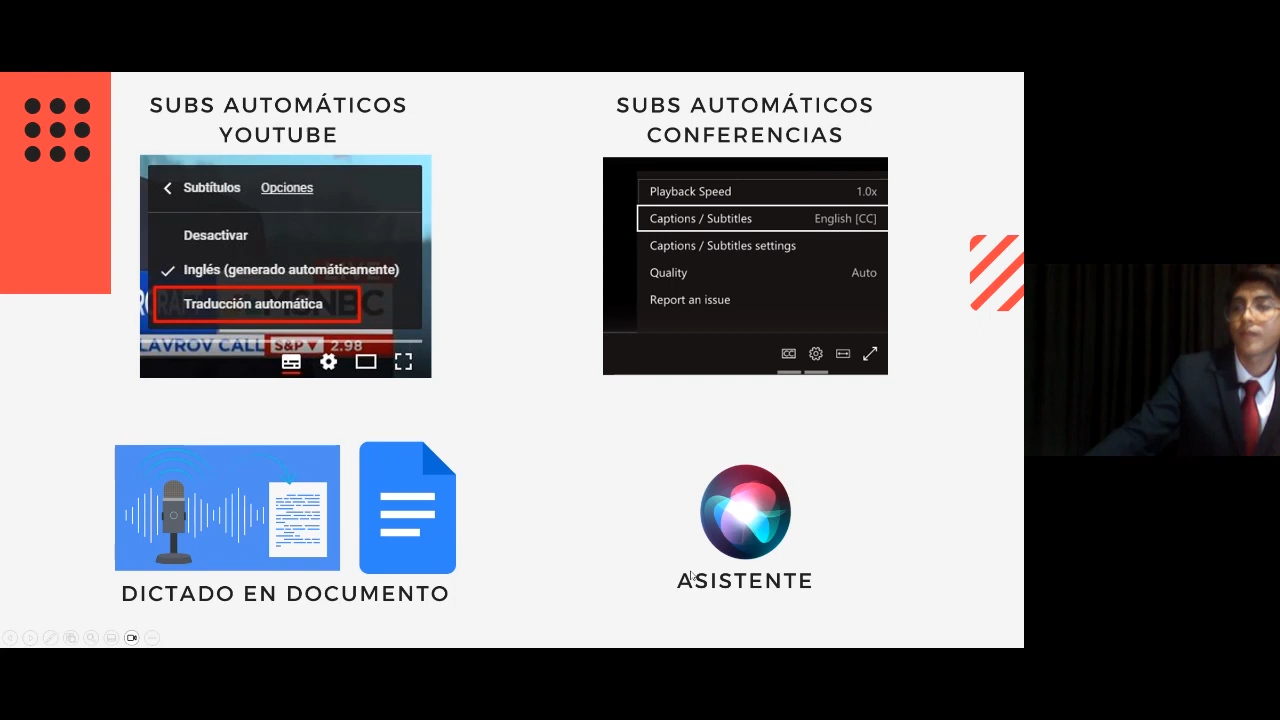 SUBS AUTOMÁTICOS
YOUTUBE
Subtítulos Opciones
Desactivar
Inglés (generado automáticamente)
Traducción automática
MSNBC
LAVROV CALL S&P ▼ 2.98
SUBS AUTOMÁTICOS
CONFERENCIAS
Playback Speed 1.0x
Captions / Subtitles English [CC]
Captions / Subtitles settings
Quality Auto
Report an issue
CC
DICTADO EN DOCUMENTO
ASISTENTE